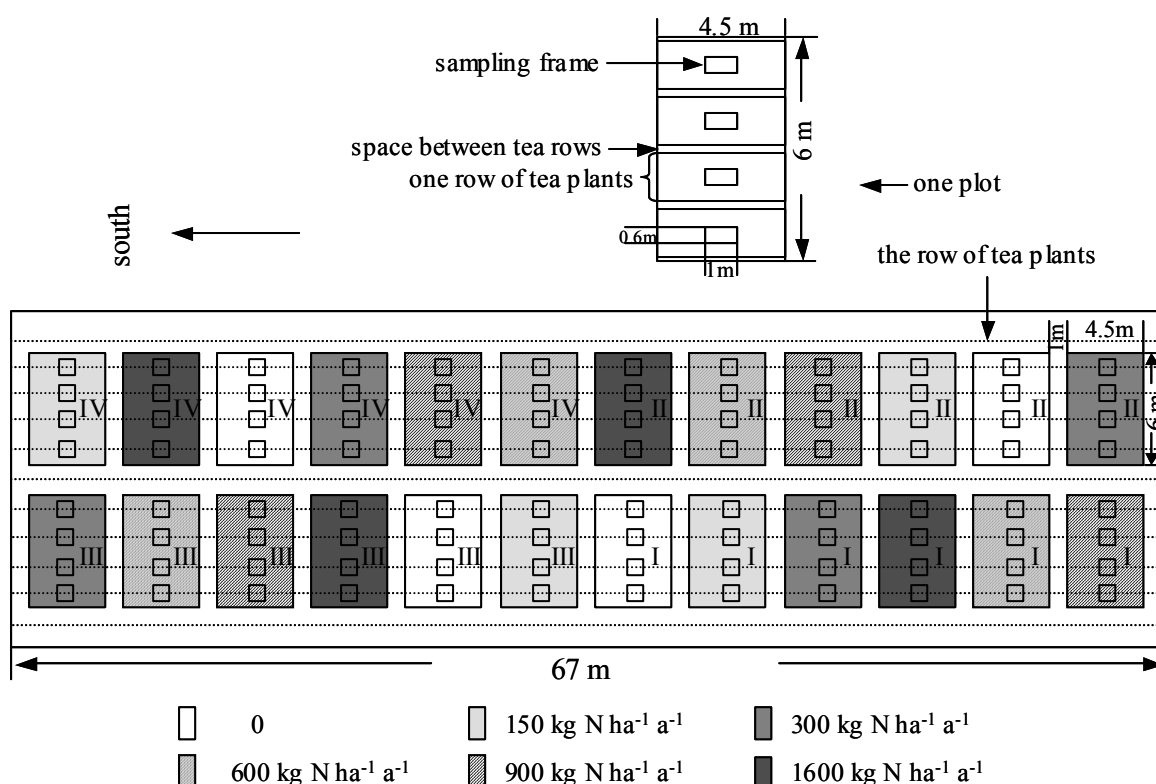 4.5 m
sampling frame
6 m
space between tea rows
one row of tea plants
one plot
south
0.6m
1m
the row of tea plants
1m
4.5m
IV IV IV IV IV IV II II II II II II
6 m
III III III III III III I I I I I I
67 m
0
150 kg N ha⁻¹ a⁻¹
300 kg N ha⁻¹ a⁻¹
600 kg N ha⁻¹ a⁻¹
900 kg N ha⁻¹ a⁻¹
1600 kg N ha⁻¹ a⁻¹